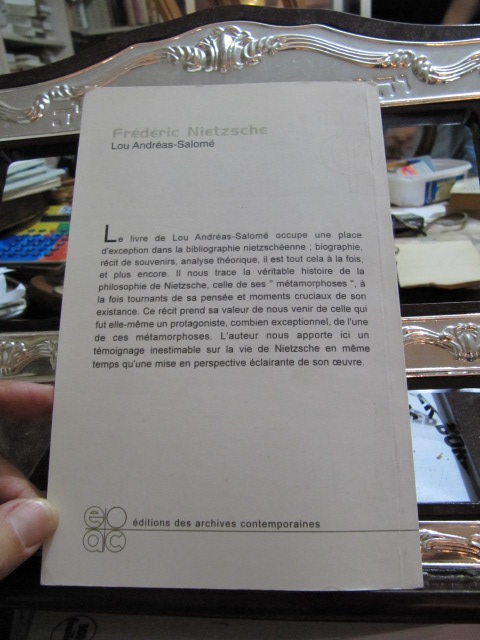 Frédéric Nietzsche
Lou Andréas-Salomé
Le livre de Lou Andréas-Salomé occupe une place
d'exception dans la bibliographie nietzschéenne ; biographie,
récit de souvenirs, analyse théorique, il est tout cela à la fois,
et plus encore. Il nous trace la véritable histoire de la
philosophie de Nietzsche, celle de ses " métamorphoses ", à
la fois tournants de sa pensée et moments cruciaux de son
existance. Ce récit prend sa valeur de nous venir de celle qui
fut elle-même un protagoniste, combien exceptionnel, de l'une
de ces métamorphoses. L'auteur nous apporte ici un
témoignage inestimable sur la vie de Nietzsche en même
temps qu'une mise en perspective éclairante de son œuvre.
eoac
éditions des archives contemporaines